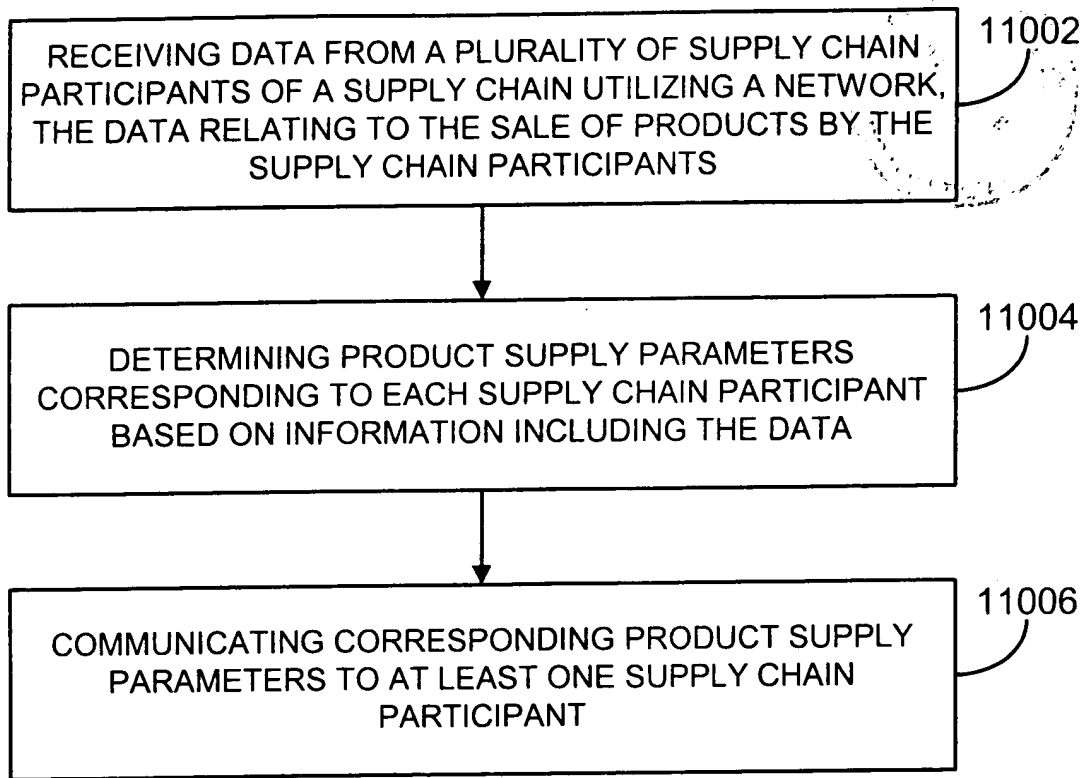 RECEIVING DATA FROM A PLURALITY OF SUPPLY CHAIN
PARTICIPANTS OF A SUPPLY CHAIN UTILIZING A NETWORK,
THE DATA RELATING TO THE SALE OF PRODUCTS BY THE
SUPPLY CHAIN PARTICIPANTS
11002
DETERMINING PRODUCT SUPPLY PARAMETERS
CORRESPONDING TO EACH SUPPLY CHAIN PARTICIPANT
BASED ON INFORMATION INCLUDING THE DATA
11004
COMMUNICATING CORRESPONDING PRODUCT SUPPLY
PARAMETERS TO AT LEAST ONE SUPPLY CHAIN
PARTICIPANT
11006